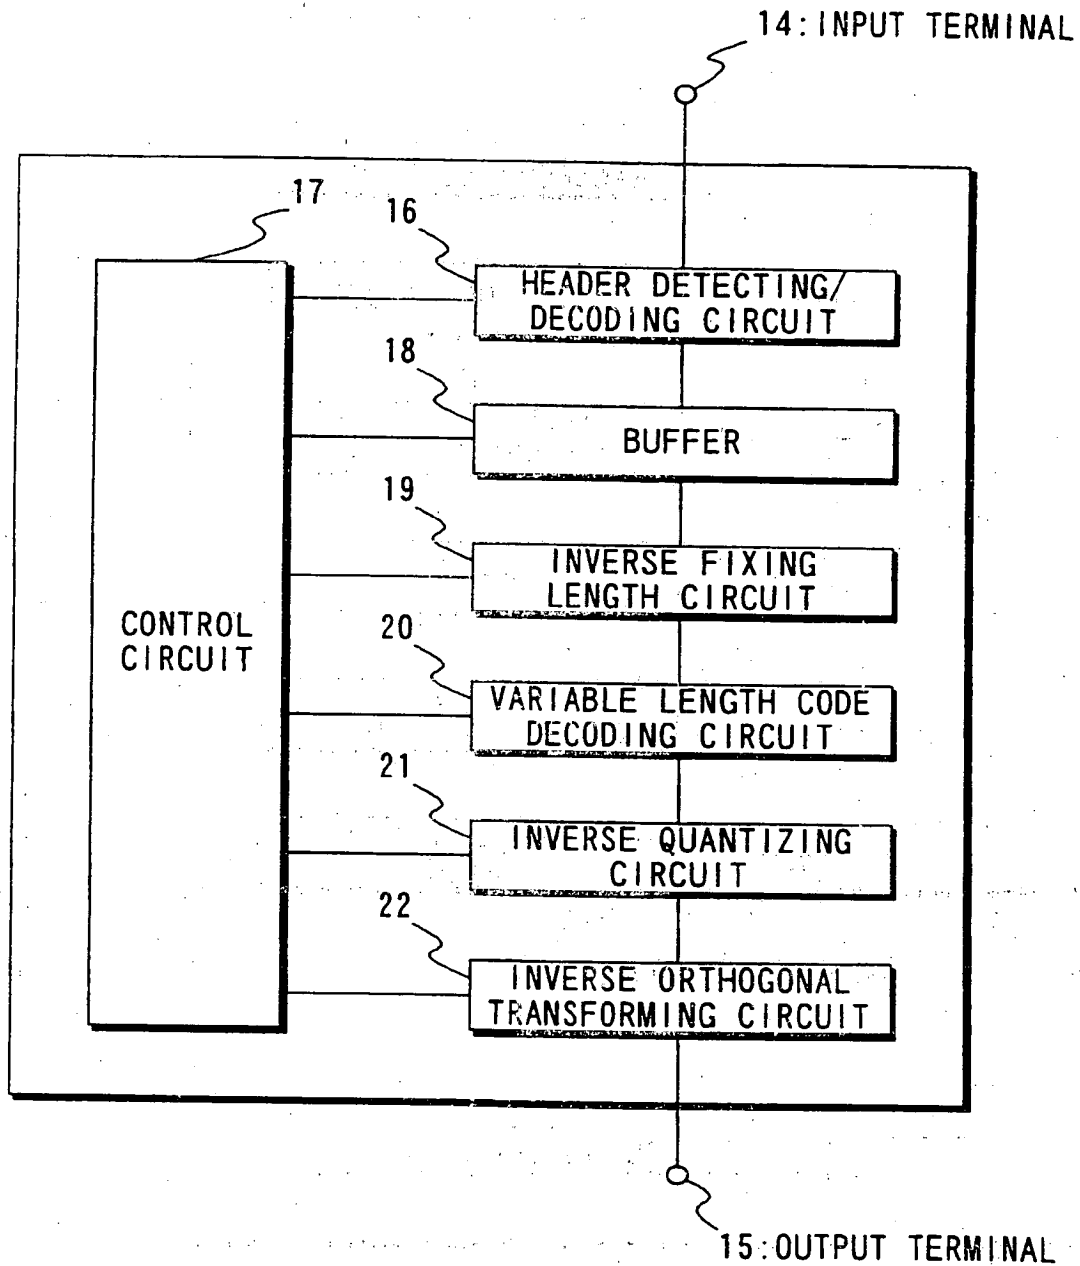 14:INPUT TERMINAL
17
16
HEADER DETECTING/
DECODING CIRCUIT
18
BUFFER
19
INVERSE FIXING
LENGTH CIRCUIT
CONTROL
CIRCUIT
20
VARIABLE LENGTH CODE
DECODING CIRCUIT
21
INVERSE QUANTIZING
CIRCUIT
22
INVERSE ORTHOGONAL
TRANSFORMING CIRCUIT
15:OUTPUT TERMINAL